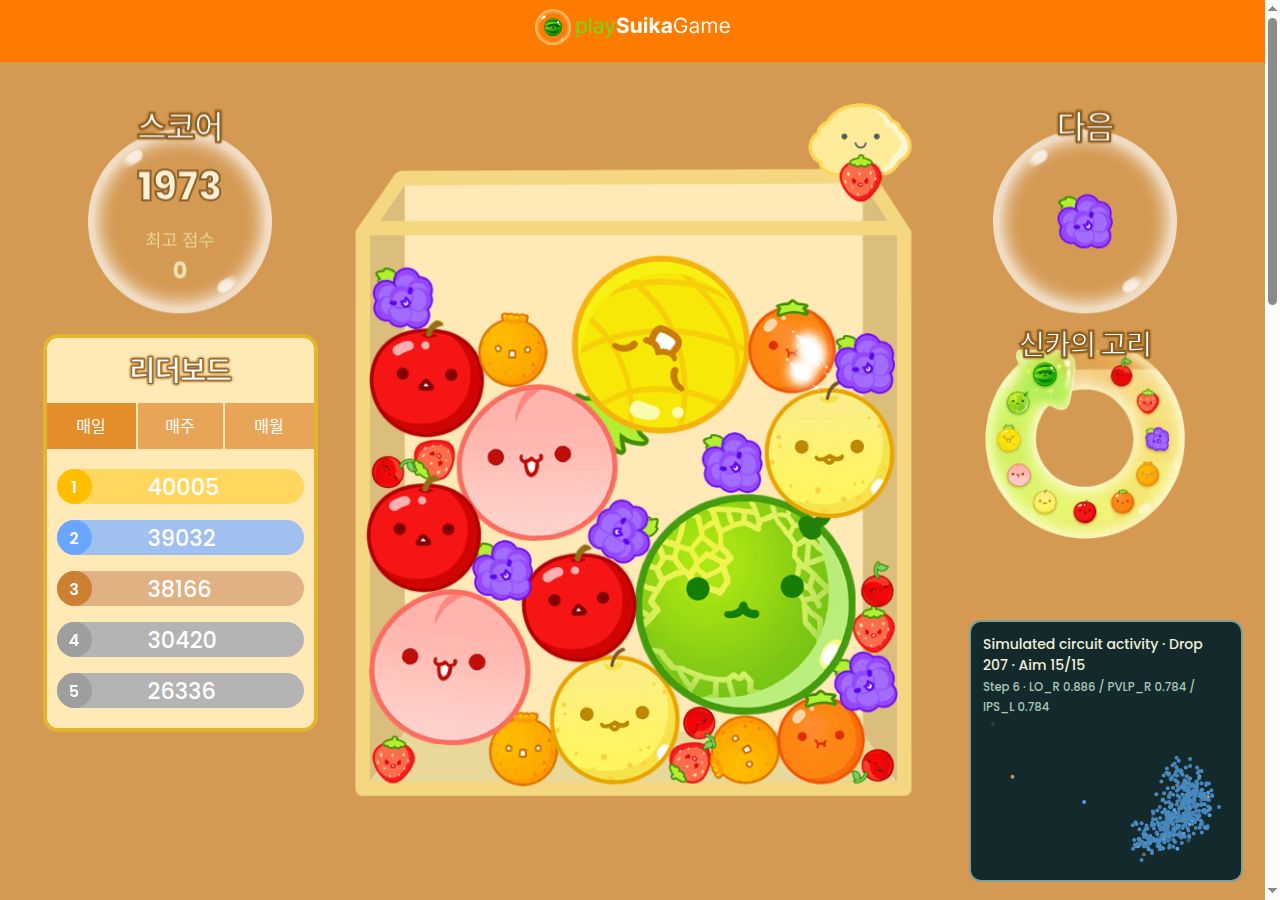 playSuikaGame
스코어
1973
최고 점수
0
다음
신카의 고리
리더보드
매일 매주 매월
1 40005
2 39032
3 38166
4 30420
5 26336
Simulated circuit activity · Drop
207 · Aim 15/15
Step 6 · LO_R 0.886 / PVLP_R 0.784 /
IPS_L 0.784